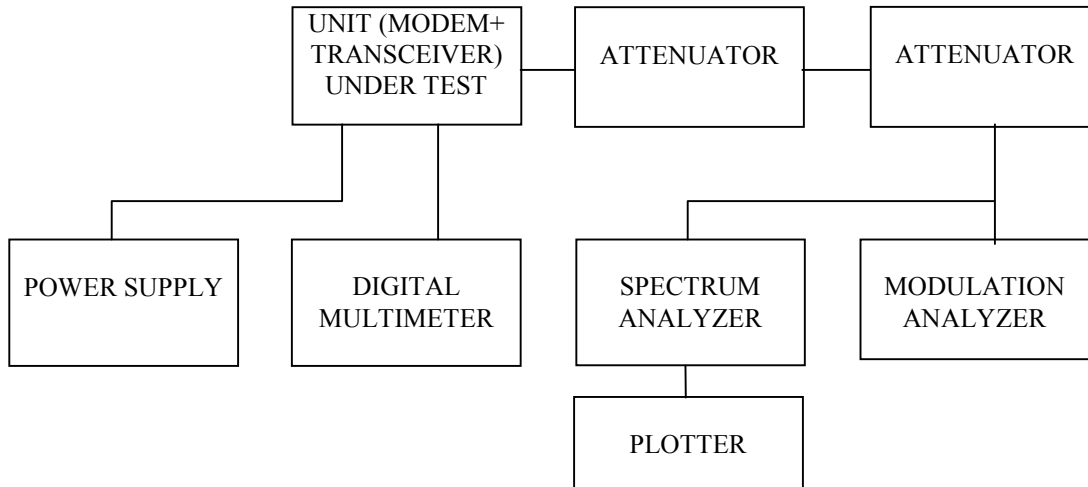 UNIT (MODEM+
TRANSCEIVER)
UNDER TEST
ATTENUATOR
ATTENUATOR
POWER SUPPLY
DIGITAL
MULTIMETER
SPECTRUM
ANALYZER
MODULATION
ANALYZER
PLOTTER